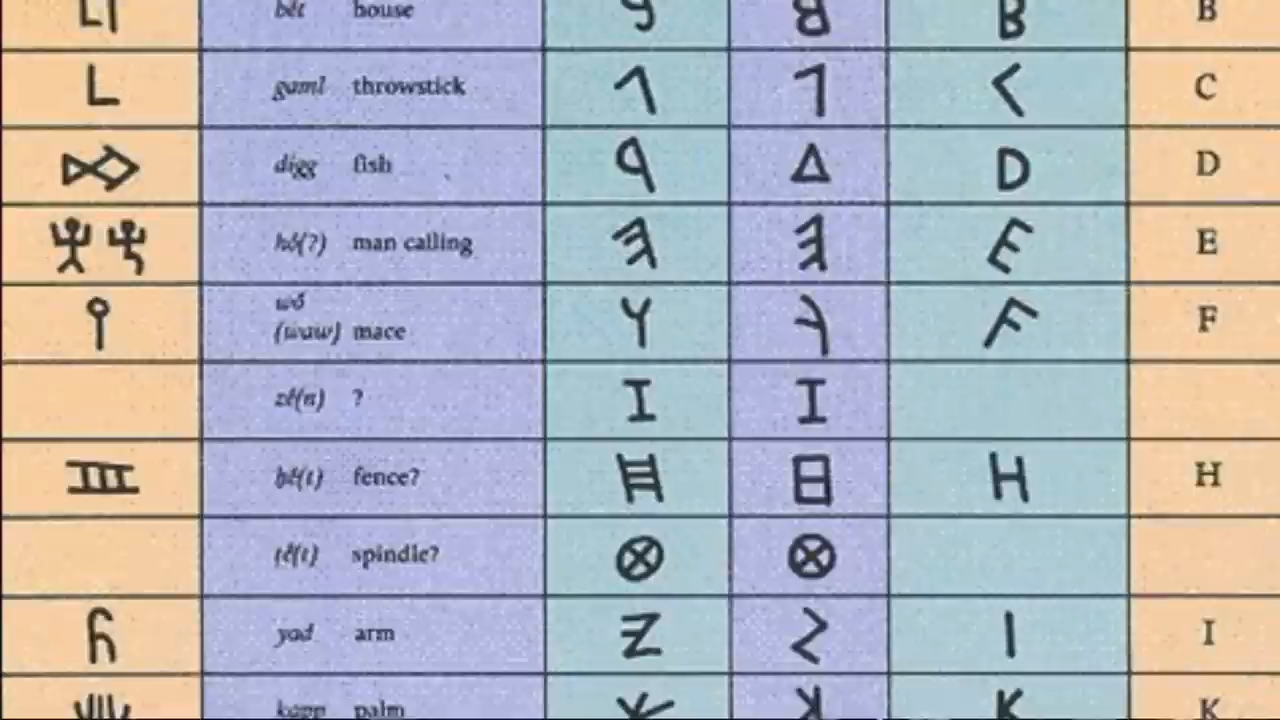 bêt house B B
gaml throwstick C
digg fish D D
hô(?) man calling E E
wô
(waw) mace F F
zê(n) ? I I
ḥê(t) fence? H H
ṭê(t) spindle?
yad arm I I
kapp palm K K